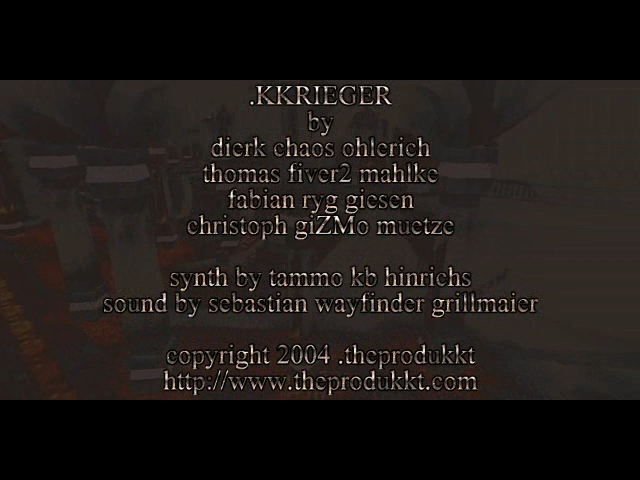 .KKRIEGER
by
dierk chaos ohlerich
thomas fiver2 mahlke
fabian ryg giesen
christoph giZMo muetze
synth by tammo kb hinrichs
sound by sebastian wayfinder grillmaier
copyright 2004 .theprodukkt
http://www.theprodukkt.com